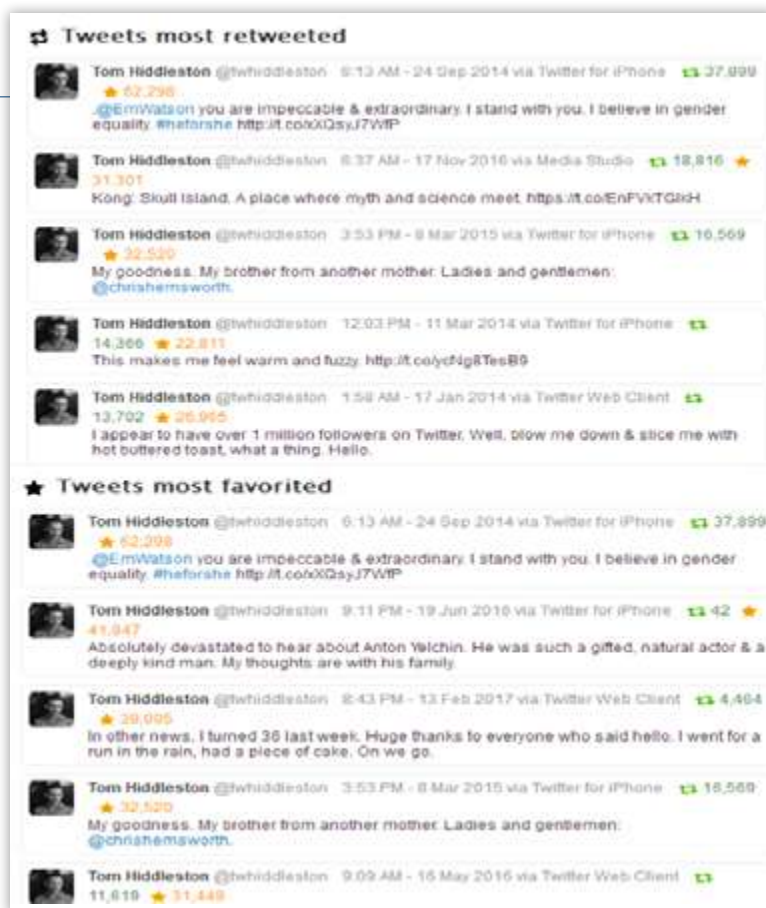 Tweets most retweeted
Tom Hiddleston @twhiddleston 6:13 AM - 24 Sep 2014 via Twitter for iPhone 37,899
62,298
.@EmWatson you are impeccable & extraordinary. I stand with you. I believe in gender
equality. #heforshe http://t.co/xXQsyJ7WfP
Tom Hiddleston @twhiddleston 6:37 AM - 17 Nov 2016 via Media Studio 18,816
31,301
Kong: Skull Island. A place where myth and science meet.
Tom Hiddleston @twhiddleston 3:53 PM - 8 Mar 2015 via Twitter for iPhone 16,569
32,520
My goodness. My brother from another mother. Ladies and gentlemen:
@chrishemsworth.
Tom Hiddleston @twhiddleston 12:03 PM - 11 Mar 2014 via Twitter for iPhone
14,366 22,811
This makes me feel warm and fuzzy. http://t.co/ycNg8TesB9
Tom Hiddleston @twhiddleston 1:58 AM - 17 Jan 2014 via Twitter Web Client
13,702 26,965
I appear to have over 1 million followers on Twitter. Well, blow me down & slice me with
hot buttered toast, what a thing. Hello.
Tweets most favorited
Tom Hiddleston @twhiddleston 6:13 AM - 24 Sep 2014 via Twitter for iPhone 37,899
62,298
.@EmWatson you are impeccable & extraordinary. I stand with you. I believe in gender
equality. #heforshe http://t.co/xXQsyJ7WfP
Tom Hiddleston @twhiddleston 9:11 PM - 19 Jun 2016 via Twitter for iPhone 42
41,947
Absolutely devastated to hear about Anton Yelchin. He was such a gifted, natural actor & a
deeply kind man. My thoughts are with his family.
Tom Hiddleston @twhiddleston 8:43 PM - 13 Feb 2017 via Twitter Web Client 4,464
39,095
In other news, I turned 36 last week. Huge thanks to everyone who said hello. I went for a
run in the rain, had a piece of cake. On we go.
Tom Hiddleston @twhiddleston 3:53 PM - 8 Mar 2015 via Twitter for iPhone 16,569
32,520
My goodness. My brother from another mother. Ladies and gentlemen:
@chrishemsworth.
Tom Hiddleston @twhiddleston 9:09 AM - 16 May 2016 via Twitter Web Client
11,619 31,449